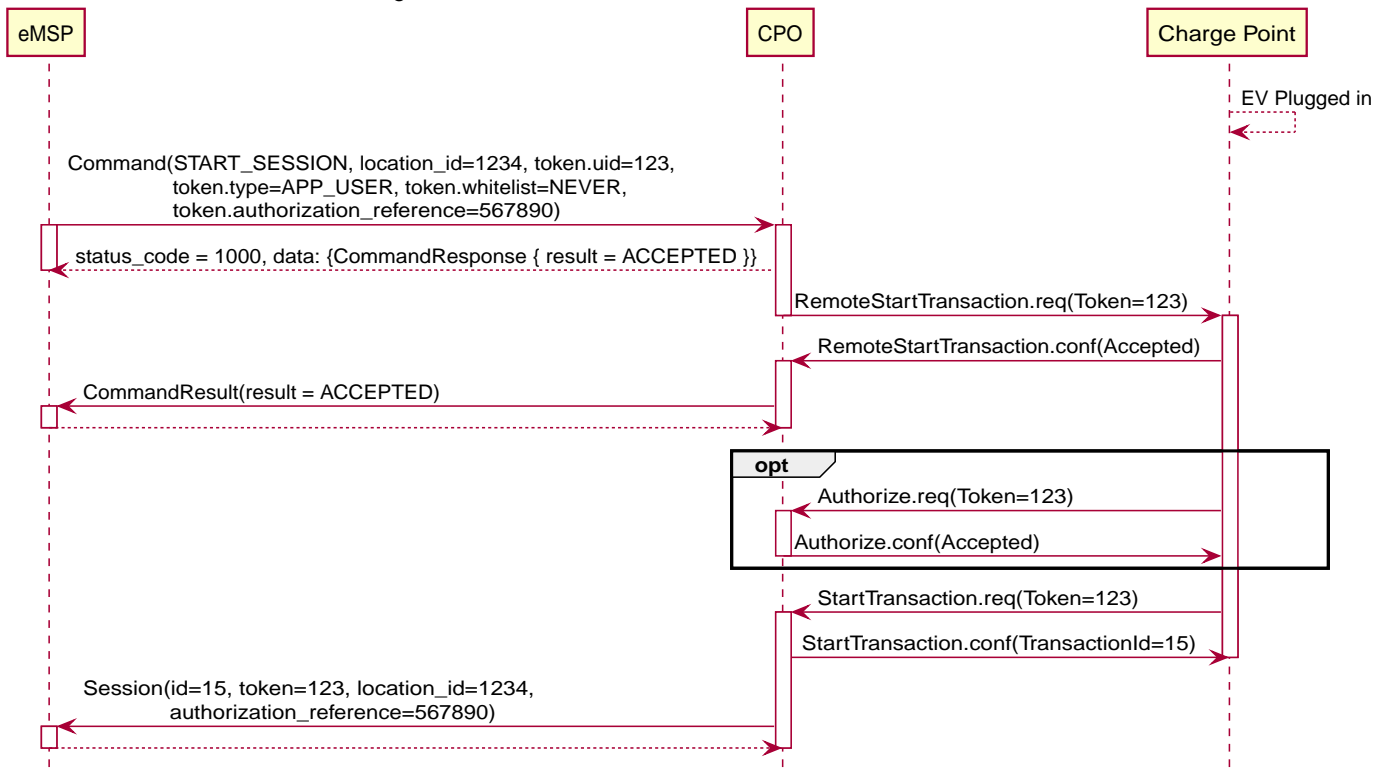 eMSP
CPO
Charge Point
EV Plugged in
Command(START_SESSION, location_id=1234, token.uid=123,
token.type=APP_USER, token.whitelist=NEVER,
token.authorization_reference=567890)
status_code = 1000, data: {CommandResponse { result = ACCEPTED }}
RemoteStartTransaction.req(Token=123)
RemoteStartTransaction.conf(Accepted)
CommandResult(result = ACCEPTED)
opt
Authorize.req(Token=123)
Authorize.conf(Accepted)
StartTransaction.req(Token=123)
StartTransaction.conf(TransactionId=15)
Session(id=15, token=123, location_id=1234,
authorization_reference=567890)